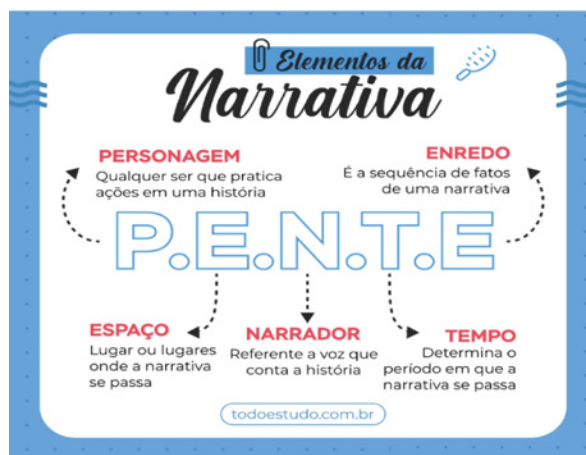 Elementos da
Narrativa
PERSONAGEM
Qualquer ser que pratica
ações em uma história
ENREDO
É a sequência de fatos
de uma narrativa
P.E.N.T.E
ESPAÇO
Lugar ou lugares
onde a narrativa
se passa
NARRADOR
Referente a voz que
conta a história
TEMPO
Determina o
período em que a
narrativa se passa
todoestudo.com.br